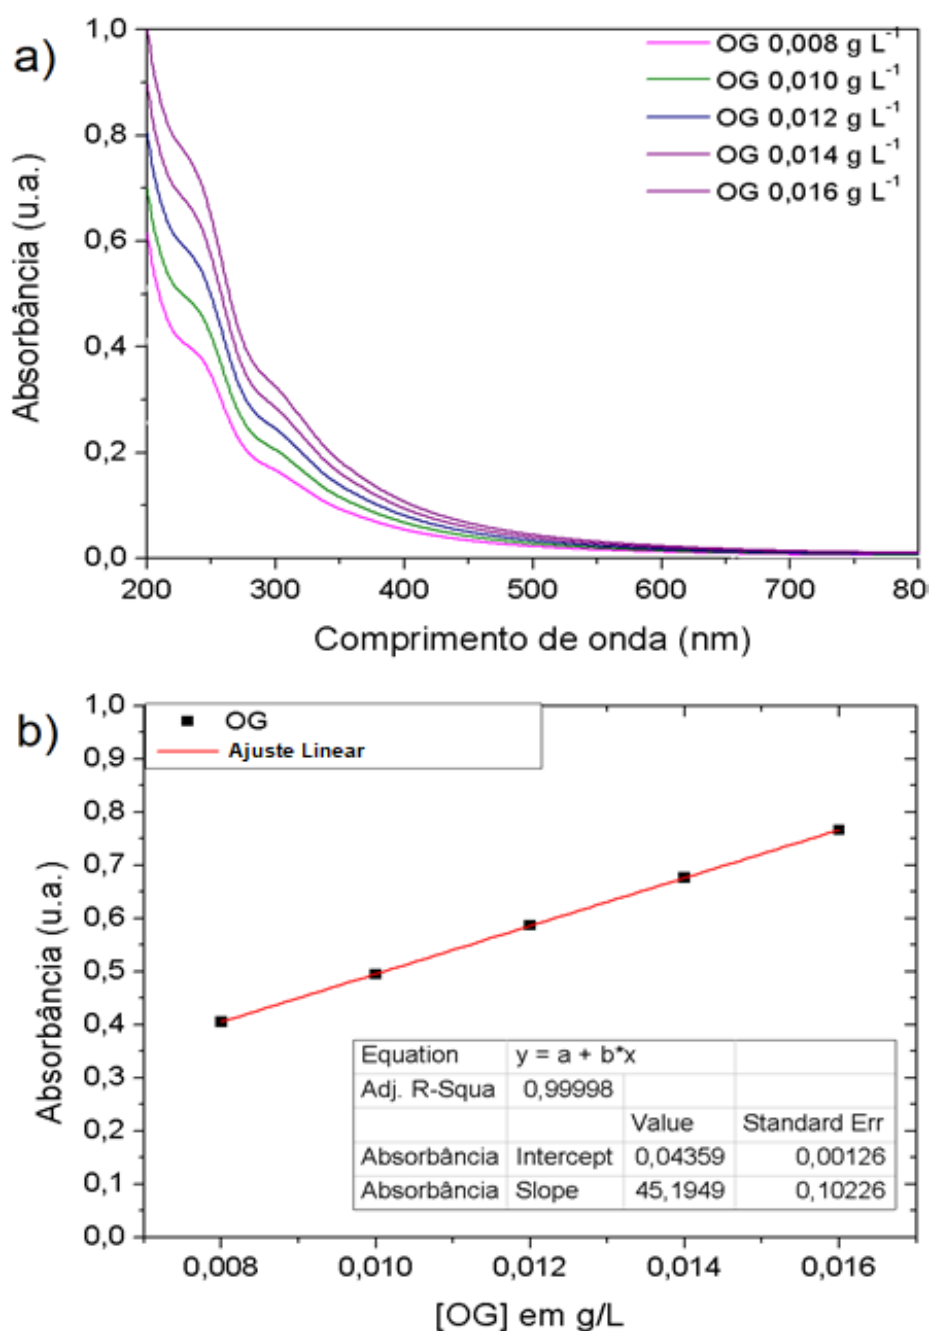 a)
1,0
0,8
0,6
0,4
0,2
0,0
Absorbância (u.a.)
OG 0,008 g L⁻¹
OG 0,010 g L⁻¹
OG 0,012 g L⁻¹
OG 0,014 g L⁻¹
OG 0,016 g L⁻¹
200 300 400 500 600 700 80
Comprimento de onda (nm)
b)
1,0
0,9
0,8
0,7
0,6
0,5
0,4
0,3
0,2
0,1
0,0
Absorbância (u.a.)
OG
Ajuste Linear
Equation y = a + b*x
Adj. R-Squa 0,99998
Value Standard Err
Absorbância Intercept 0,04359 0,00126
Absorbância Slope 45,1949 0,10226
0,008 0,010 0,012 0,014 0,016
[OG] em g/L